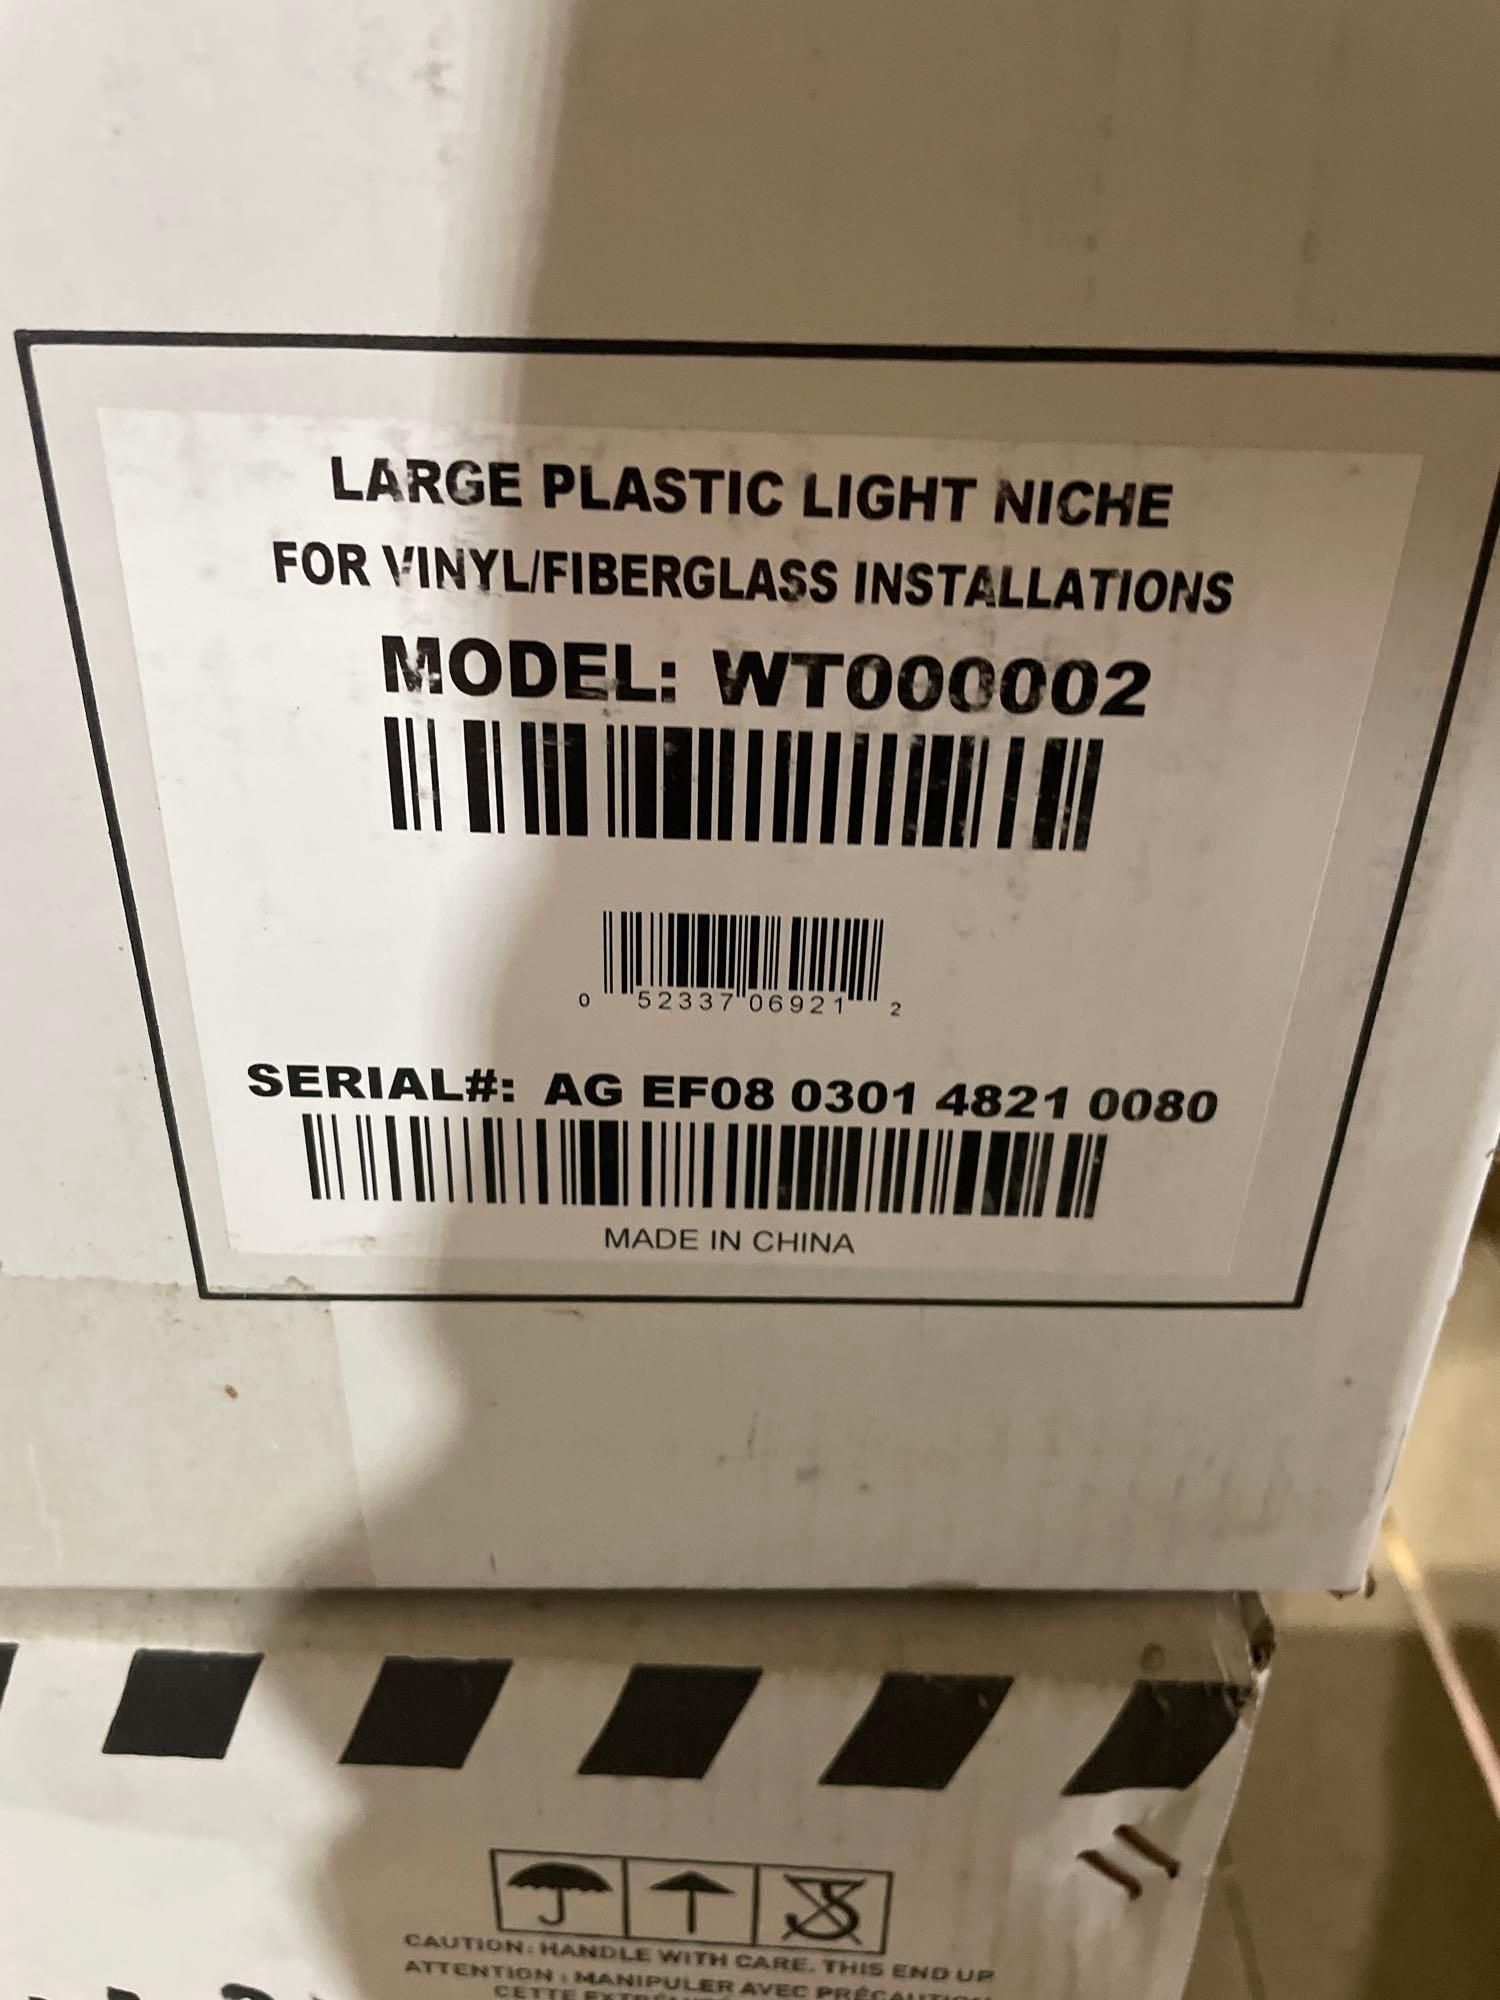 LARGE PLASTIC LIGHT NICHE
FOR VINYL/FIBERGLASS INSTALLATIONS
MODEL: WT000002
0 52337 06921 2
SERIAL#: AG EF08 0301 4821 0080
MADE IN CHINA
CAUTION: HANDLE WITH CARE. THIS END UP
ATTENTION : MANIPULER AVEC PRÉCAUTION
CETTE